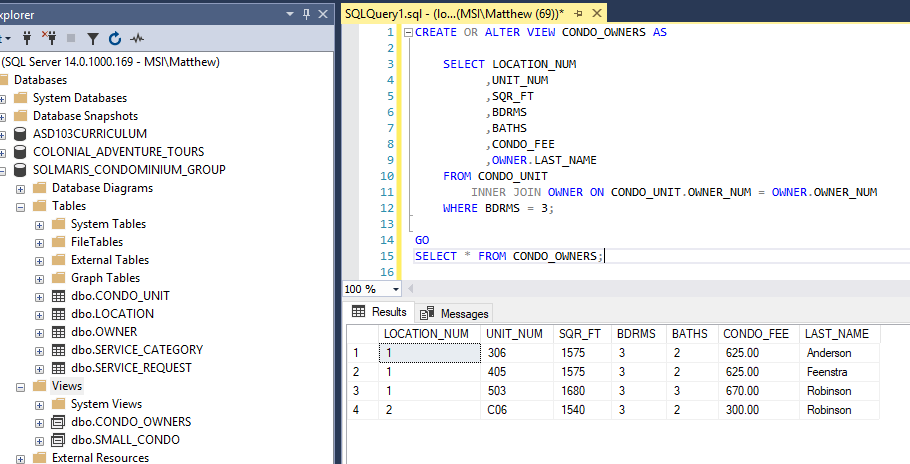 xplorer
(SQL Server 14.0.1000.169 - MSI\Matthew)
Databases
System Databases
Database Snapshots
ASD103CURRICULUM
COLONIAL_ADVENTURE_TOURS
SOLMARIS_CONDOMINIUM_GROUP
Database Diagrams
Tables
System Tables
FileTables
External Tables
Graph Tables
dbo.CONDO_UNIT
dbo.LOCATION
dbo.OWNER
dbo.SERVICE_CATEGORY
dbo.SERVICE_REQUEST
Views
System Views
dbo.CONDO_OWNERS
dbo.SMALL_CONDO
External Resources
SQLQuery1.sql - (lo...(MSI\Matthew (69))*
1 CREATE OR ALTER VIEW CONDO_OWNERS AS
2
3 SELECT LOCATION_NUM
4 ,UNIT_NUM
5 ,SQR_FT
6 ,BDRMS
7 ,BATHS
8 ,CONDO_FEE
9 ,OWNER.LAST_NAME
10 FROM CONDO_UNIT
11 INNER JOIN OWNER ON CONDO_UNIT.OWNER_NUM = OWNER.OWNER_NUM
12 WHERE BDRMS = 3;
13
14 GO
15 SELECT * FROM CONDO_OWNERS;
16
100 %
Results Messages
LOCATION_NUM UNIT_NUM SQR_FT BDRMS BATHS CONDO_FEE LAST_NAME
1 1 306 1575 3 2 625.00 Anderson
2 1 405 1575 3 2 625.00 Feenstra
3 1 503 1680 3 3 670.00 Robinson
4 2 C06 1540 3 2 300.00 Robinson